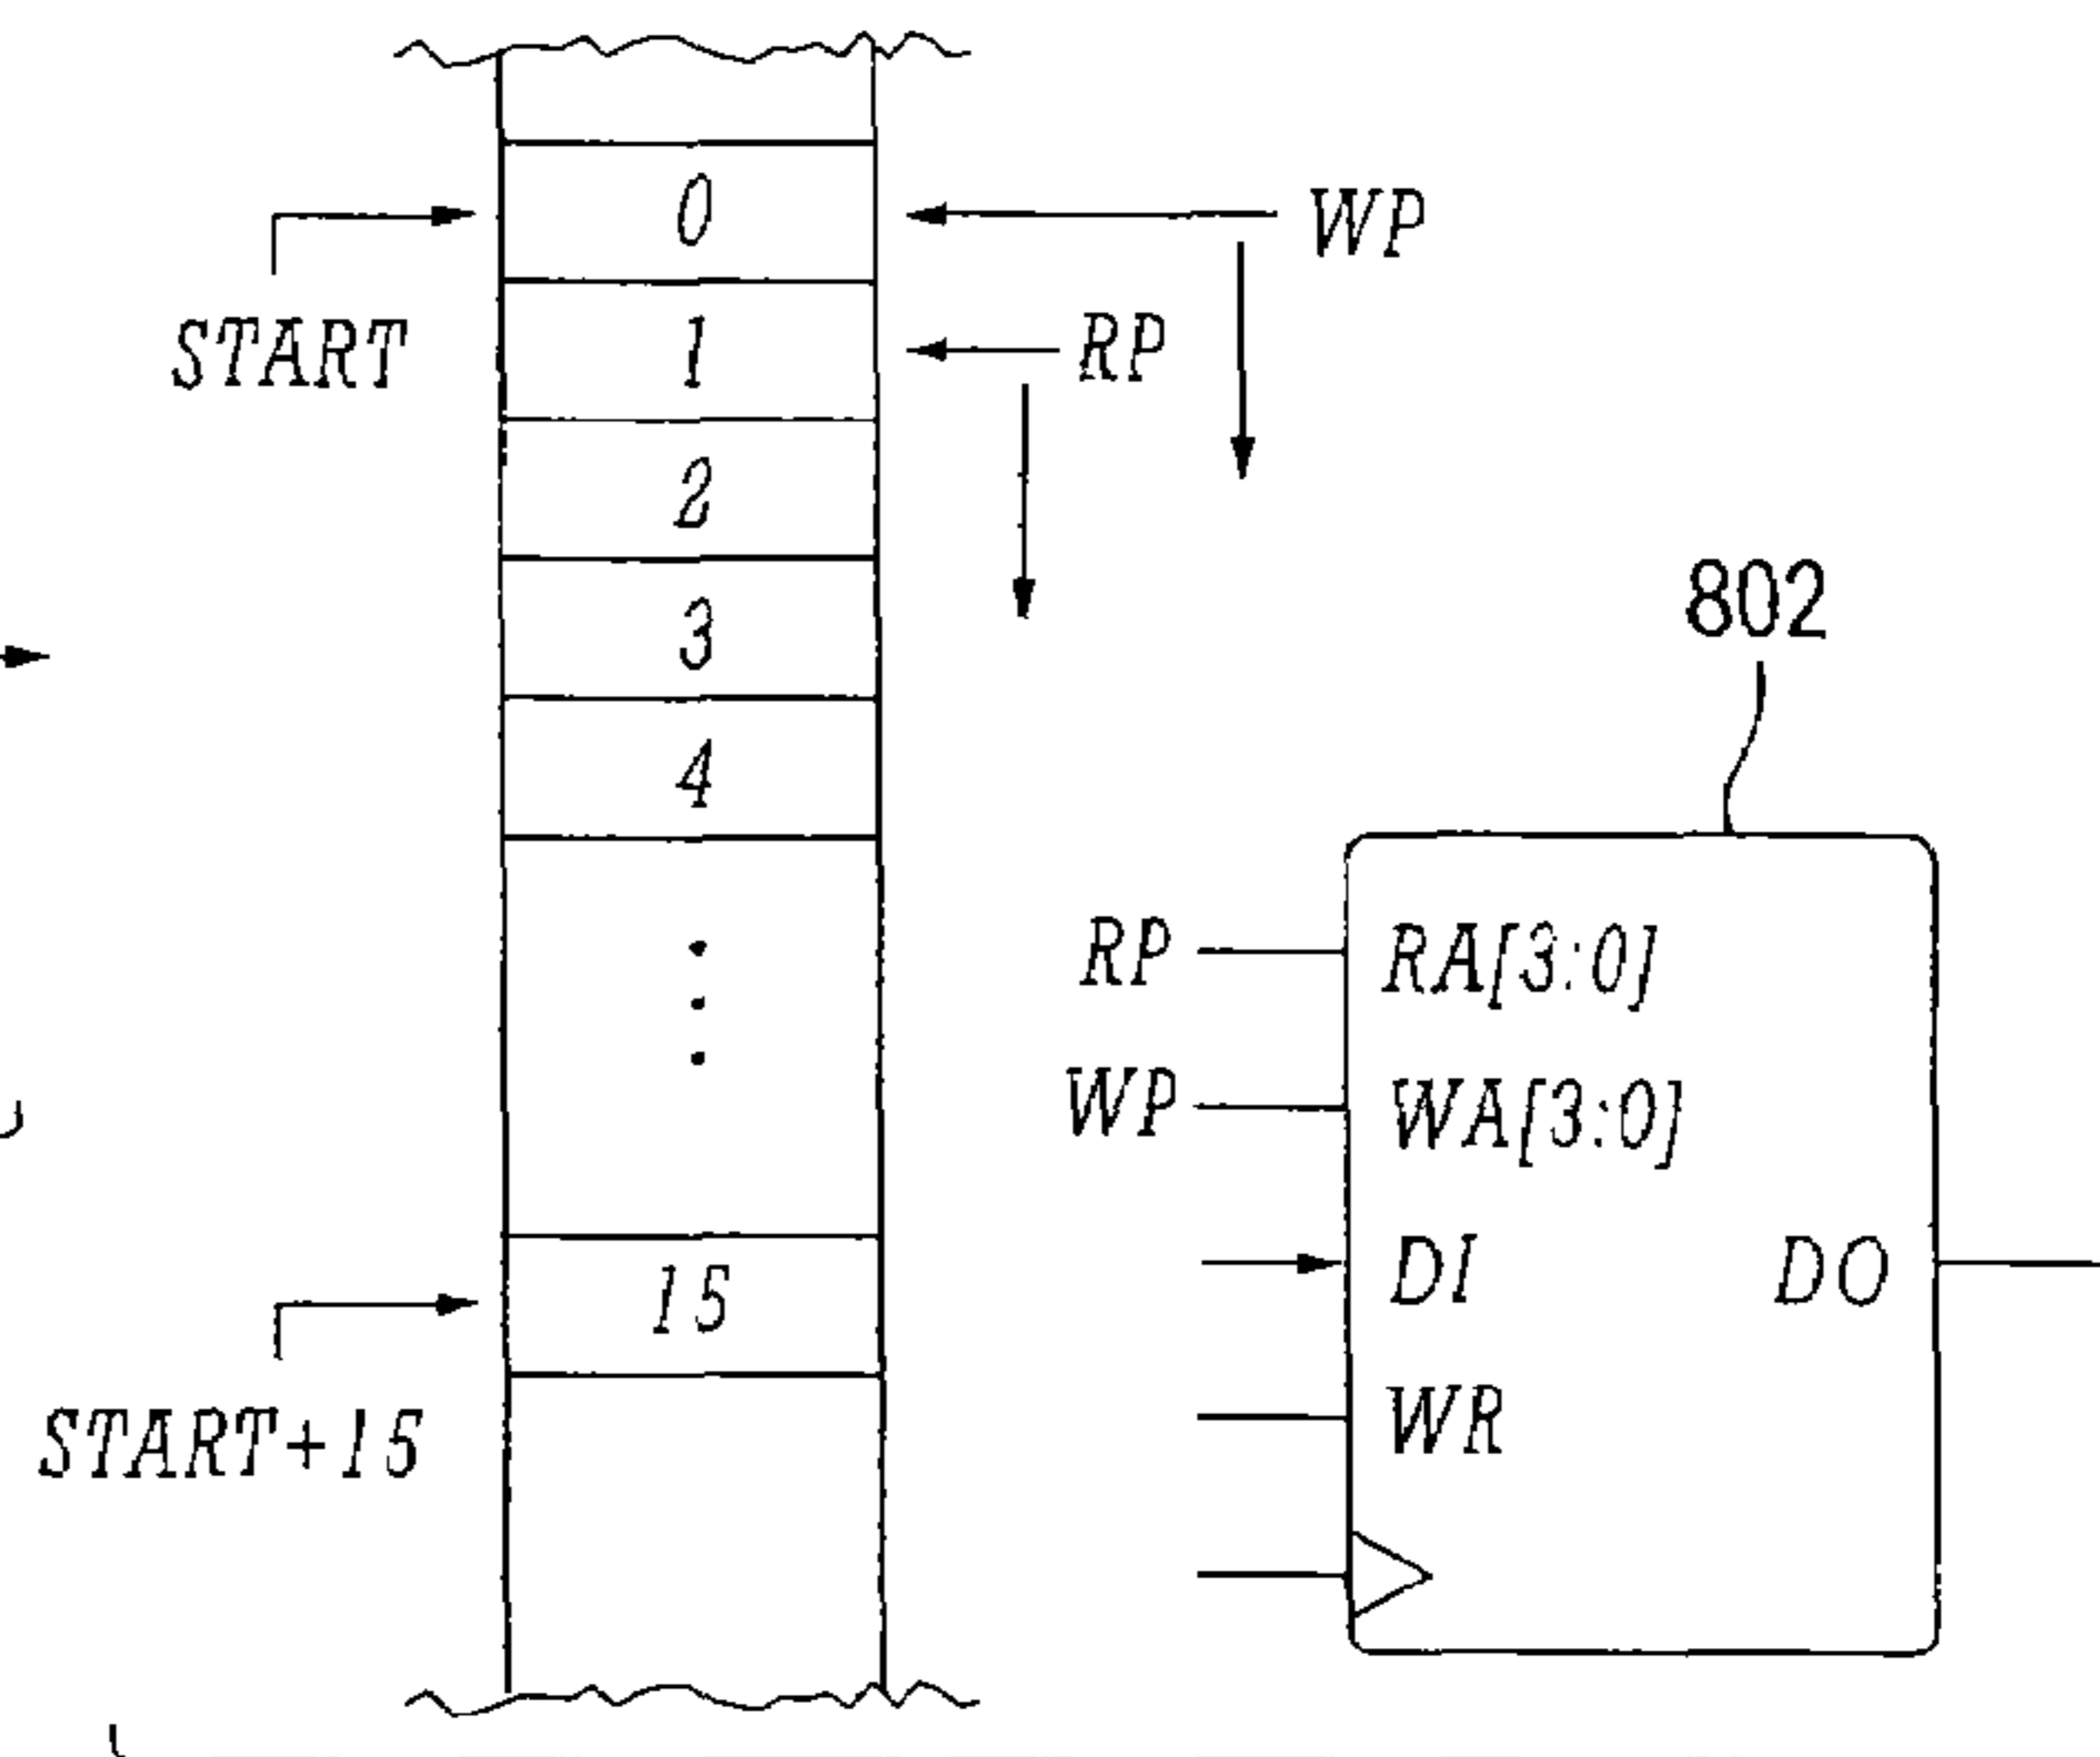 0
WP
START
1
RP
2
802
3
4
RP
RA[3:0]
WP
WA[3:0]
DI
DO
15
WR
START+15